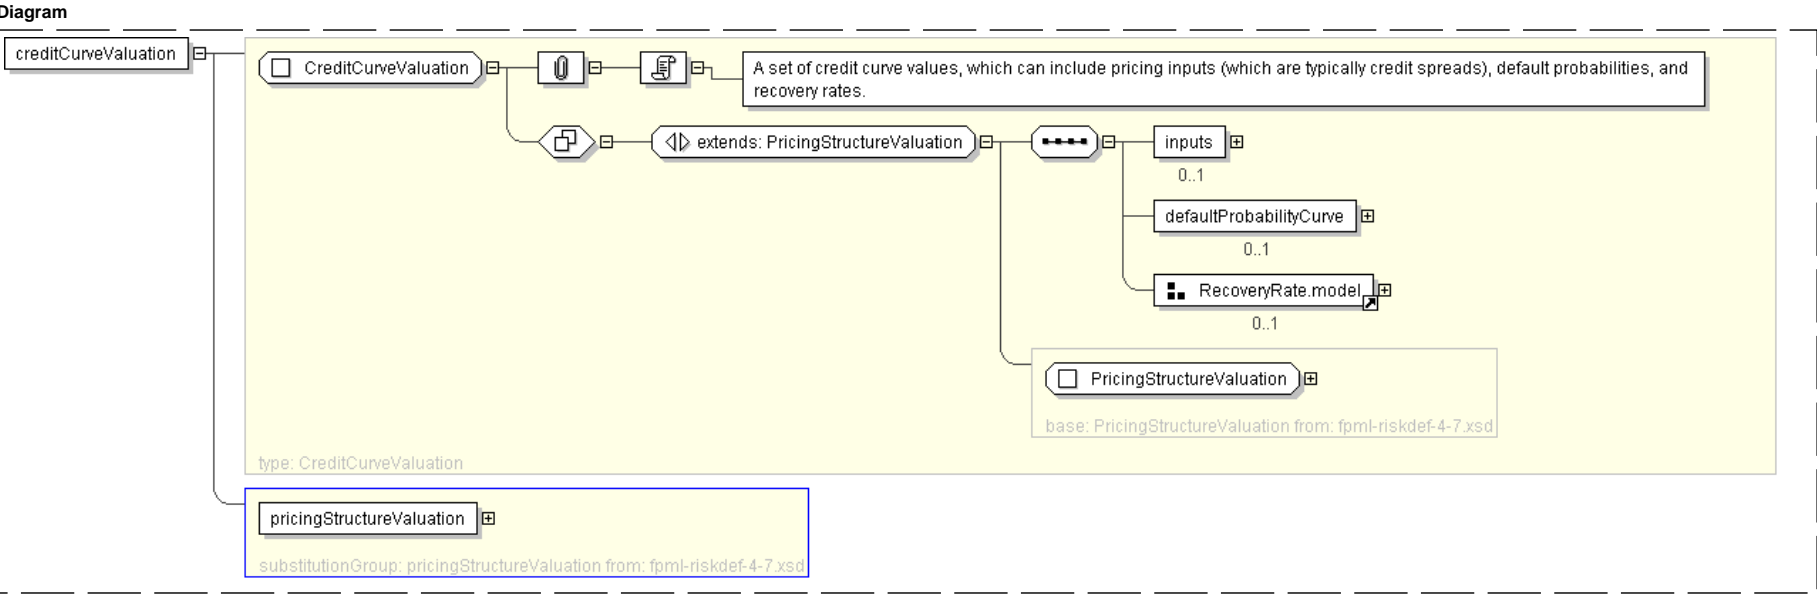 Diagram
creditCurveValuation
CreditCurveValuation
A set of credit curve values, which can include pricing inputs (which are typically credit spreads), default probabilities, and
recovery rates.
extends: PricingStructureValuation
inputs
0..1
defaultProbabilityCurve
0..1
RecoveryRate.model
0..1
PricingStructureValuation
base: PricingStructureValuation from: fpml-riskdef-4-7.xsd
type: CreditCurveValuation
pricingStructureValuation
substitutionGroup: pricingStructureValuation from: fpml-riskdef-4-7.xsd